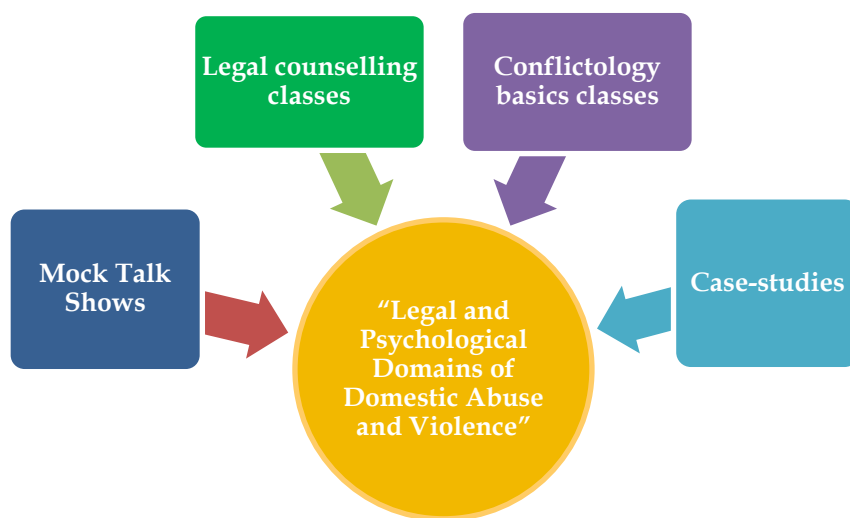 Legal counselling
classes
Conflictology
basics classes
Mock Talk
Shows
Case-studies
“Legal and
Psychological
Domains of
Domestic Abuse
and Violence”